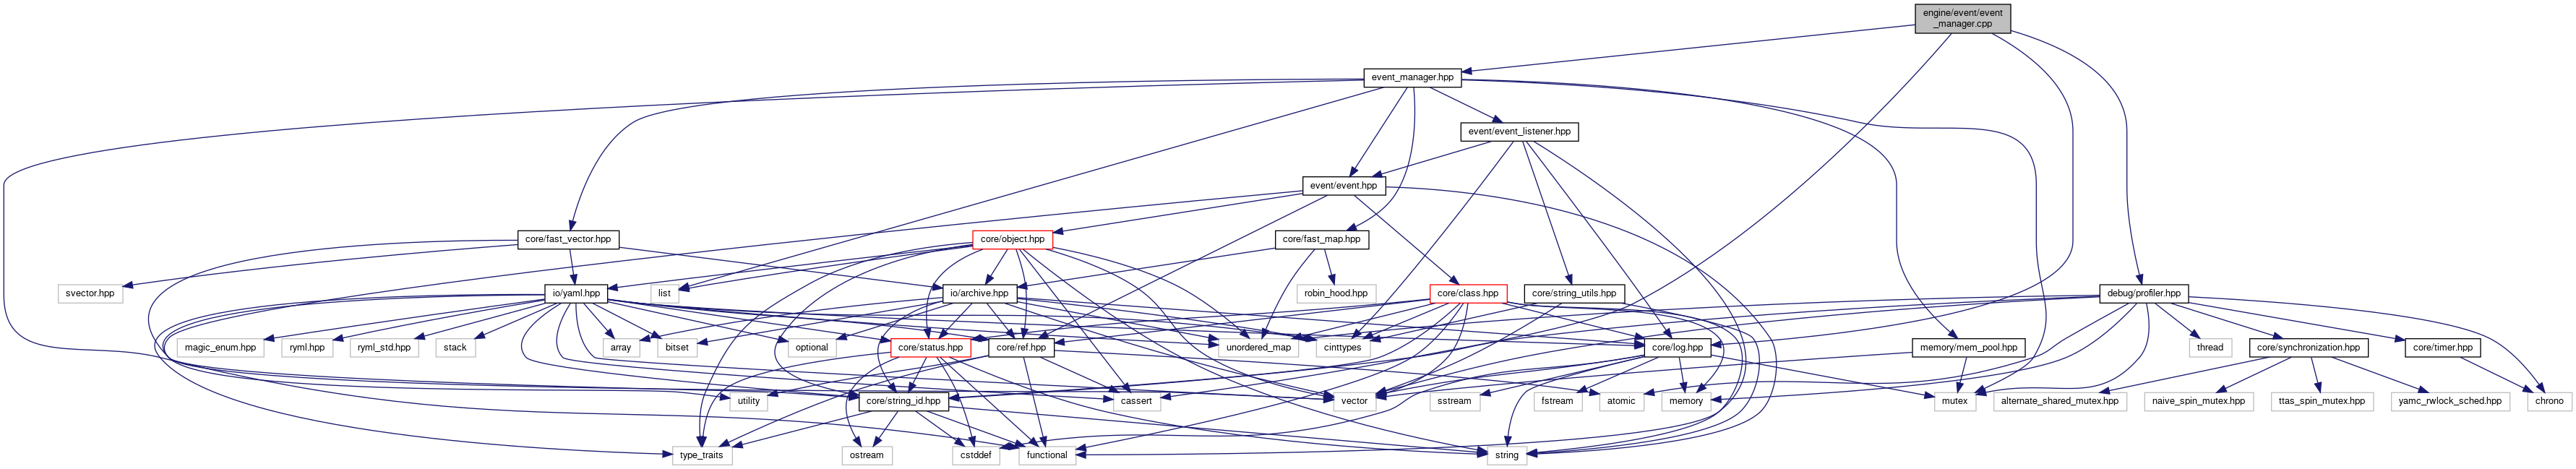 engine/event/event
_manager.cpp
event_manager.hpp
event/event_listener.hpp
event/event.hpp
core/fast_vector.hpp
core/object.hpp
core/fast_map.hpp
svector.hpp
io/yaml.hpp
list
io/archive.hpp
robin_hood.hpp
core/class.hpp
core/string_utils.hpp
debug/profiler.hpp
magic_enum.hpp
ryml.hpp
ryml_std.hpp
stack
array
bitset
optional
core/status.hpp
core/ref.hpp
unordered_map
cinttypes
core/log.hpp
memory/mem_pool.hpp
thread
core/synchronization.hpp
core/timer.hpp
utility
core/string_id.hpp
cassert
vector
sstream
fstream
atomic
memory
mutex
alternate_shared_mutex.hpp
naive_spin_mutex.hpp
ttas_spin_mutex.hpp
yamc_rwlock_sched.hpp
chrono
type_traits
ostream
cstddef
functional
string